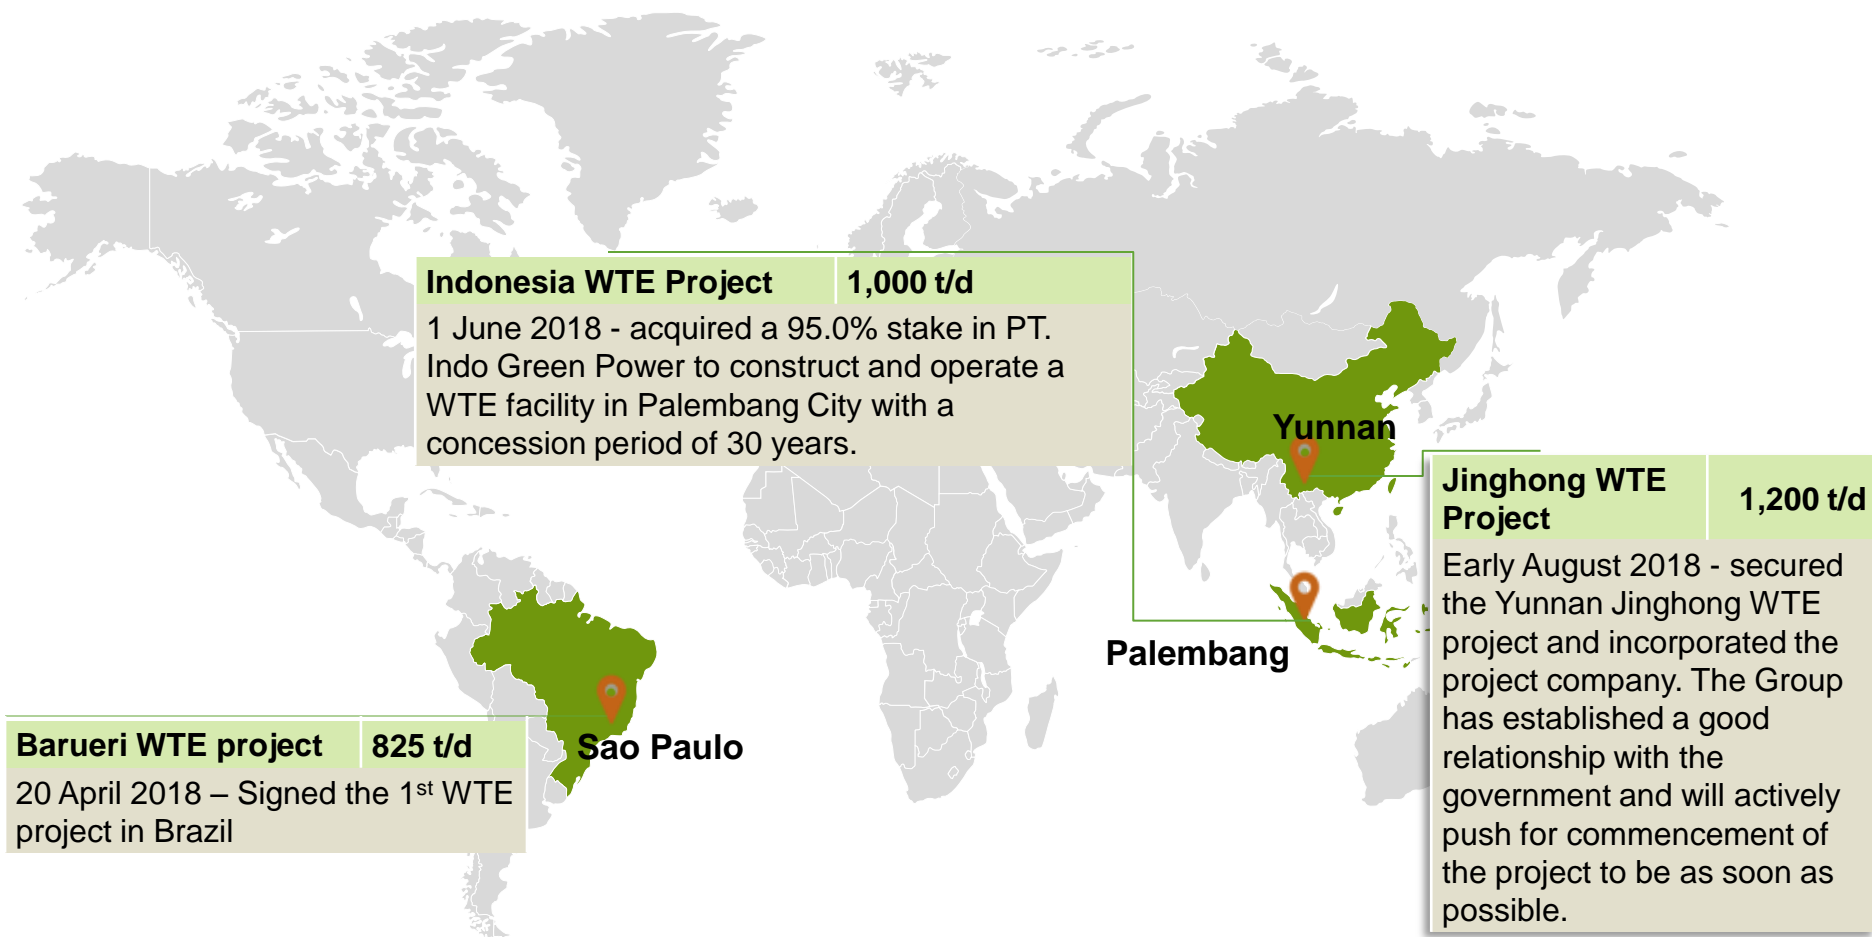 Indonesia WTE Project 1,000 t/d
1 June 2018 - acquired a 95.0% stake in PT.
Indo Green Power to construct and operate a
WTE facility in Palembang City with a
concession period of 30 years.
Yunnan
Jinghong WTE
Project
1,200 t/d
Early August 2018 - secured
the Yunnan Jinghong WTE
project and incorporated the
project company. The Group
has established a good
relationship with the
government and will actively
push for commencement of
the project to be as soon as
possible.
Palembang
Barueri WTE project 825 t/d
20 April 2018 – Signed the 1st WTE
project in Brazil
Sao Paulo